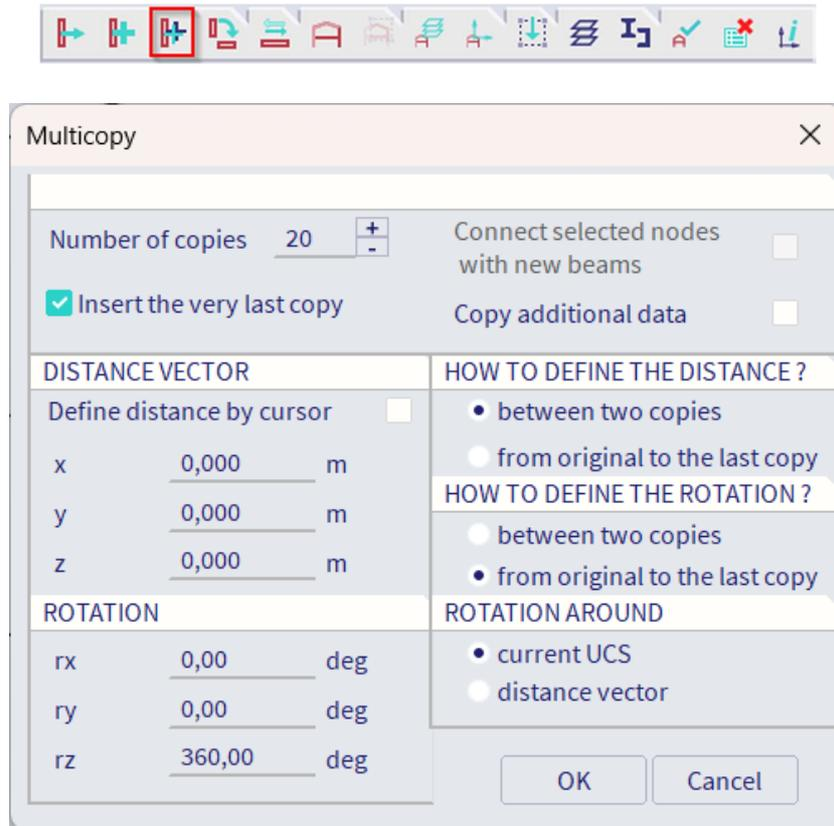 Multicopy
Number of copies 20 + -
Connect selected nodes
with new beams
Insert the very last copy
Copy additional data
DISTANCE VECTOR
Define distance by cursor
x 0,000 m
y 0,000 m
z 0,000 m
ROTATION
rx 0,00 deg
ry 0,00 deg
rz 360,00 deg
HOW TO DEFINE THE DISTANCE ?
between two copies
from original to the last copy
HOW TO DEFINE THE ROTATION ?
between two copies
from original to the last copy
ROTATION AROUND
current UCS
distance vector
OK Cancel